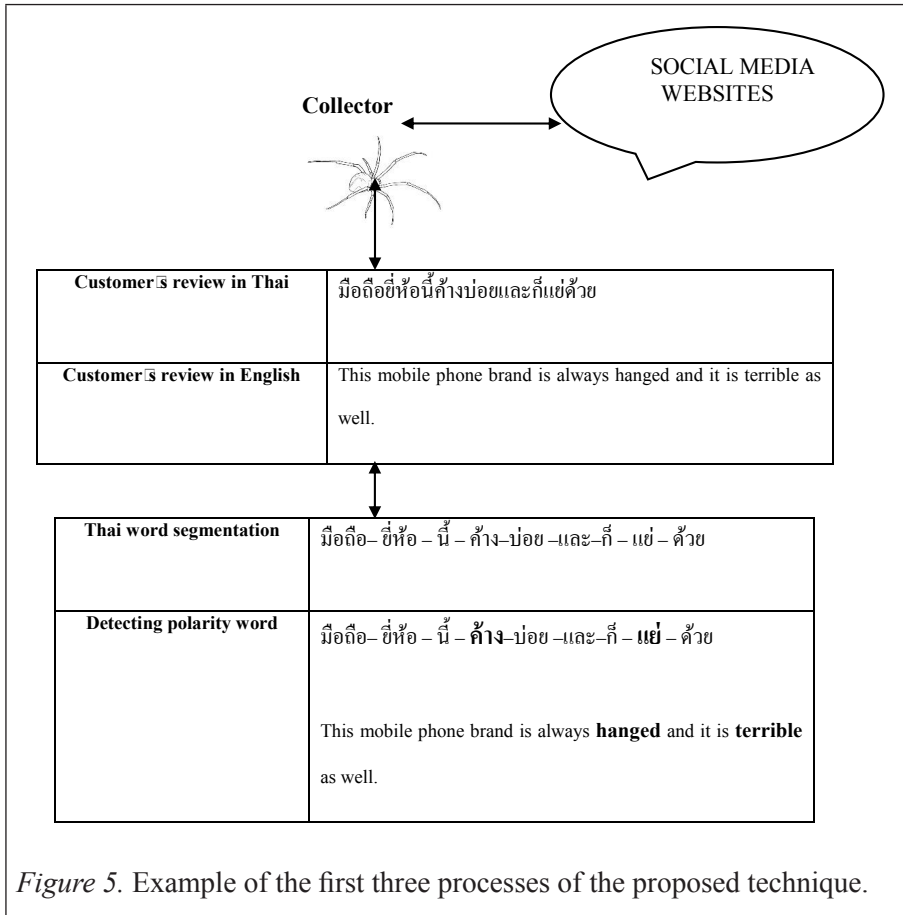 SOCIAL MEDIA
WEBSITES
Collector
Customer s review in Thai
มือถือยี่ห้อนี้ค้างบ่อยและก็แย่ด้วย
Customer s review in English
This mobile phone brand is always hanged and it is terrible as
well.
Thai word segmentation
มือถือ– ยี่ห้อ – นี้ – ค้าง–บ่อย –และ–ก็ – แย่ – ด้วย
Detecting polarity word
มือถือ– ยี่ห้อ – นี้ – ค้าง–บ่อย –และ–ก็ – แย่ – ด้วย
This mobile phone brand is always hanged and it is terrible
as well.
Figure 5. Example of the first three processes of the proposed technique.